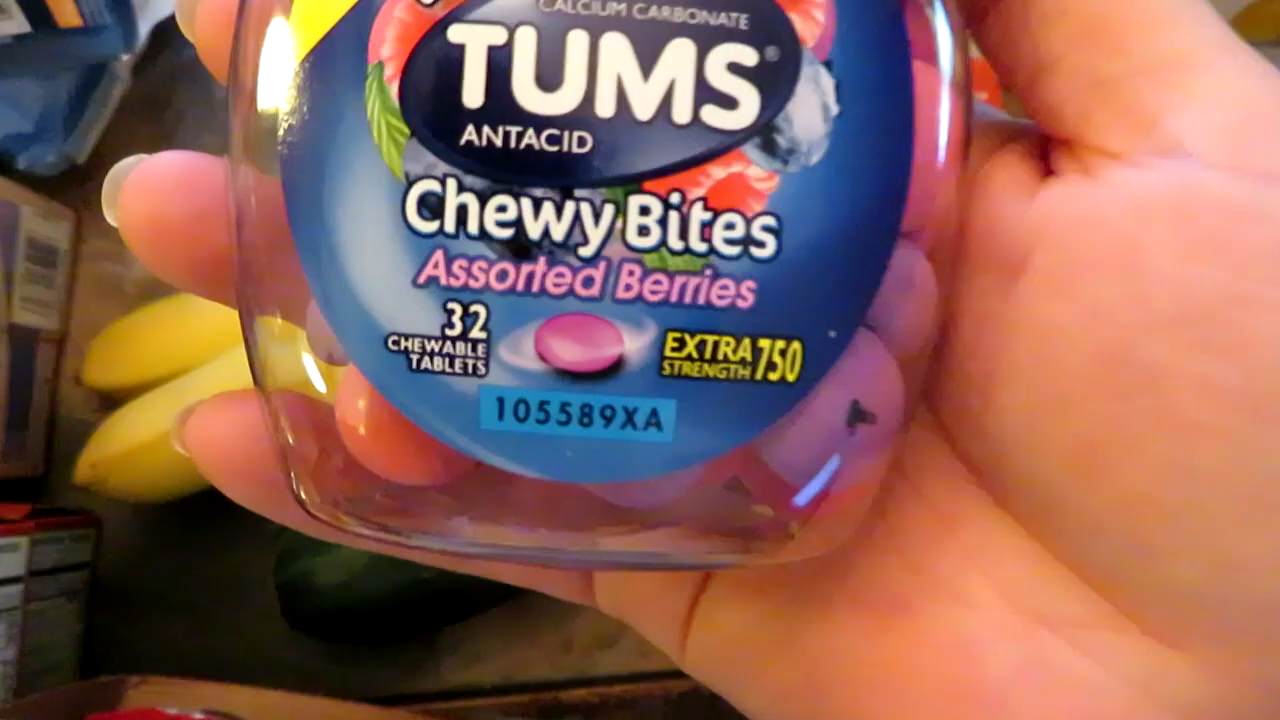 CALCIUM CARBONATE
TUMS®
ANTACID
Chewy Bites
Assorted Berries
32
CHEWABLE
TABLETS
EXTRA
STRENGTH
750
105589XA